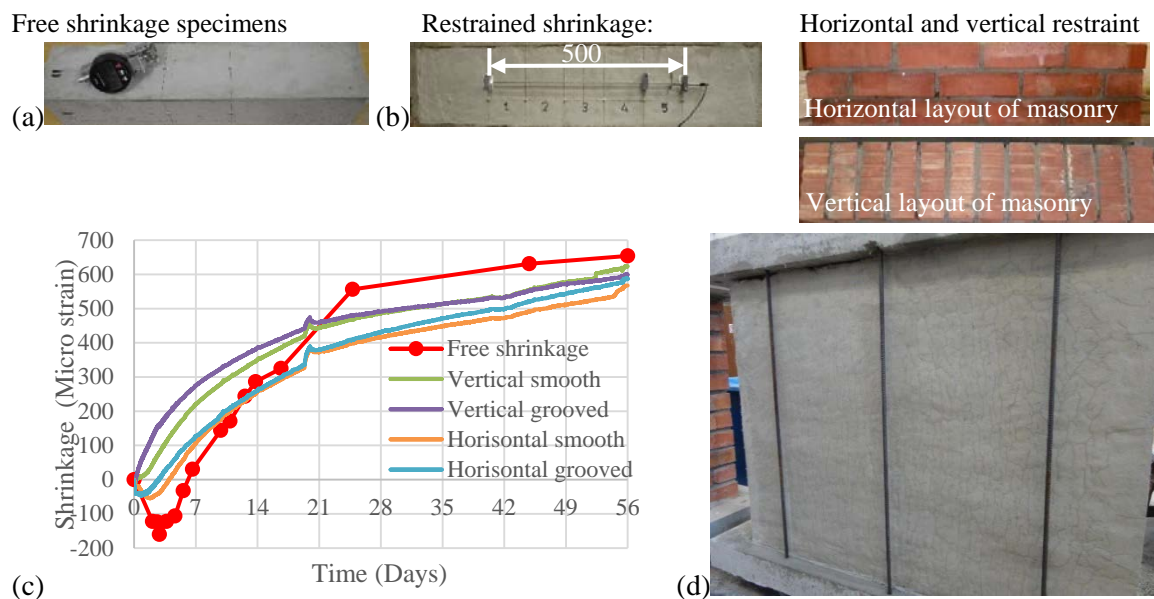 Free shrinkage specimens
Restrained shrinkage:
Horizontal and vertical restraint
500
1 2 3 4 5
(a)
(b)
Horizontal layout of masonry
Vertical layout of masonry
700
600
500
400
300
200
100
0
-100
-200
Shrinkage (Micro strain)
Free shrinkage
Vertical smooth
Vertical grooved
Horisontal smooth
Horisontal grooved
0 7 14 21 28 35 42 49 56
Time (Days)
(c)
(d)